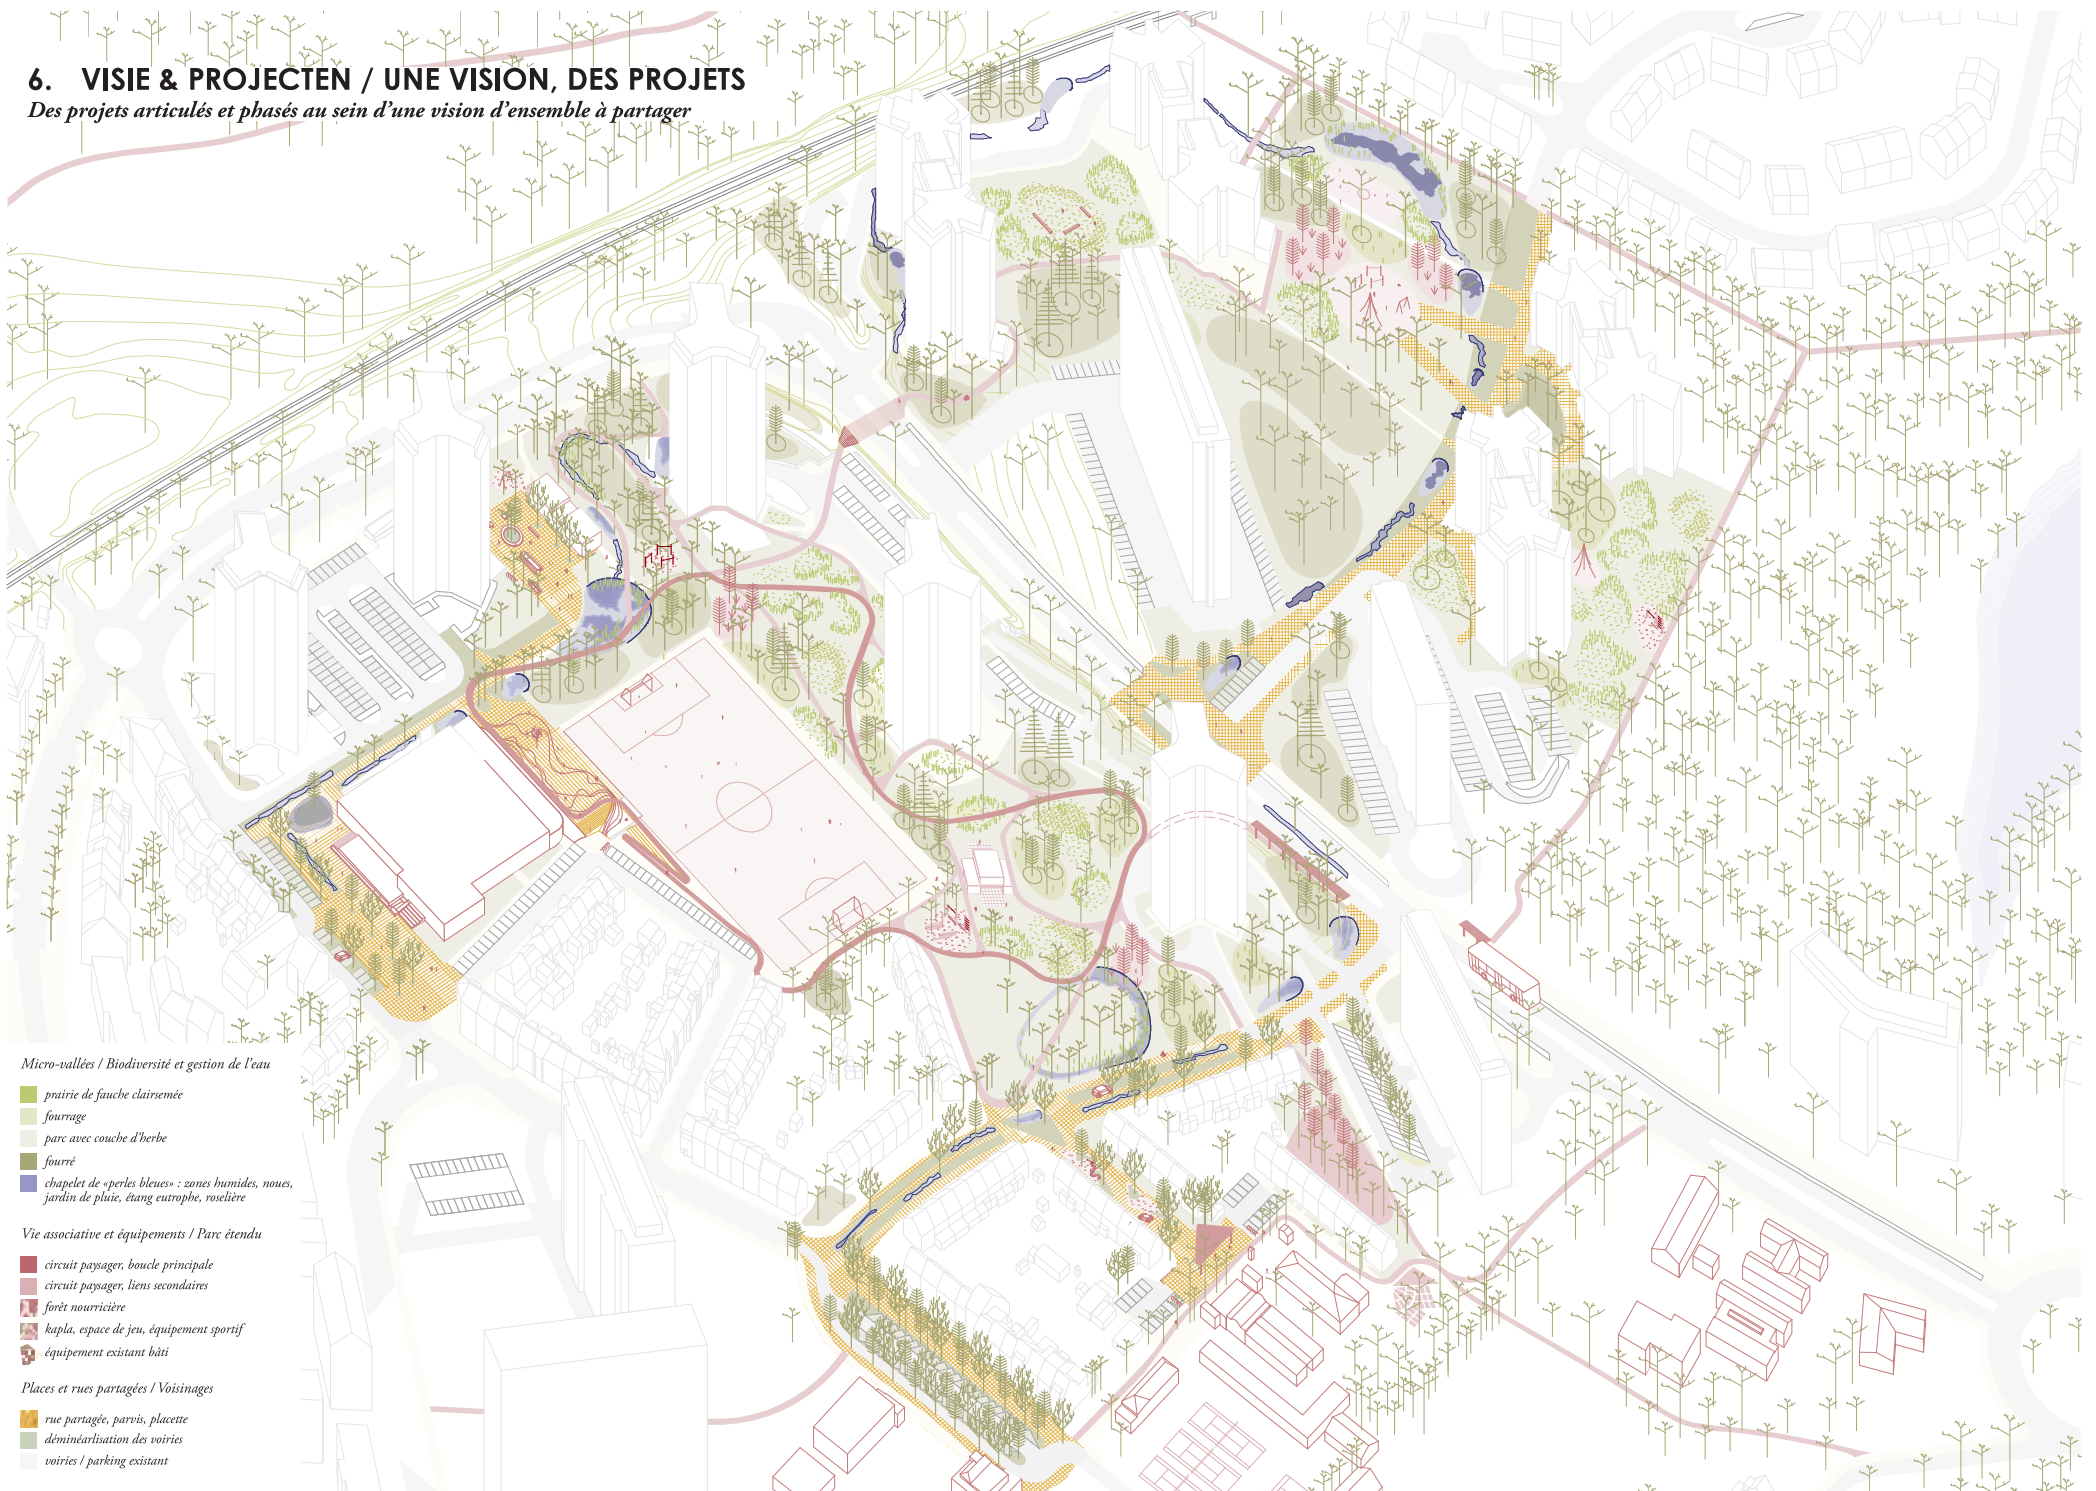 6. VISIE & PROJECTEN / UNE VISION, DES PROJETS
Des projets articulés et phasés au sein d'une vision d'ensemble à partager
Micro-vallées / Biodiversité et gestion de l'eau
prairie de fauche clairsemée
fourrage
parc avec couche d'herbe
fourré
chapelet de «perles bleues» : zones humides, noues,
jardin de pluie, étang eutrophe, roselière
Vie associative et équipements / Parc étendu
circuit paysager, boucle principale
circuit paysager, liens secondaires
forêt nourricière
kapla, espace de jeu, équipement sportif
équipement existant bâti
Places et rues partagées / Voisinages
rue partagée, parvis, placette
déminéarlisation des voiries
voiries / parking existant